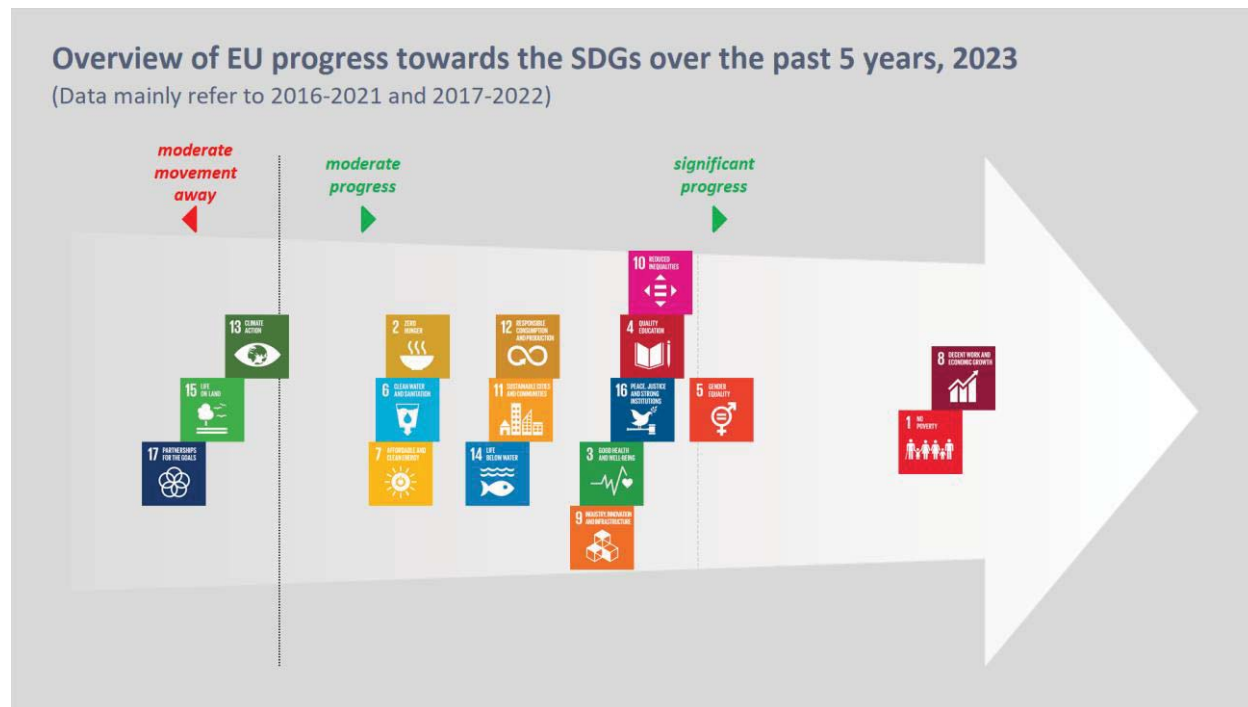 Overview of EU progress towards the SDGs over the past 5 years, 2023
(Data mainly refer to 2016-2021 and 2017-2022)
moderate
movement
away
moderate
progress
significant
progress
10 REDUCED
INEQUALITIES
13 CLIMATE
ACTION
2 ZERO
HUNGER
12 RESPONSIBLE
CONSUMPTION
AND PRODUCTION
4 QUALITY
EDUCATION
8 DECENT WORK AND
ECONOMIC GROWTH
15 LIFE
ON LAND
6 CLEAN WATER
AND SANITATION
11 SUSTAINABLE CITIES
AND COMMUNITIES
16 PEACE, JUSTICE
AND STRONG
INSTITUTIONS
5 GENDER
EQUALITY
1 NO
POVERTY
17 PARTNERSHIPS
FOR THE GOALS
7 AFFORDABLE AND
CLEAN ENERGY
14 LIFE
BELOW WATER
3 GOOD HEALTH
AND WELL-BEING
9 INDUSTRY, INNOVATION
AND INFRASTRUCTURE